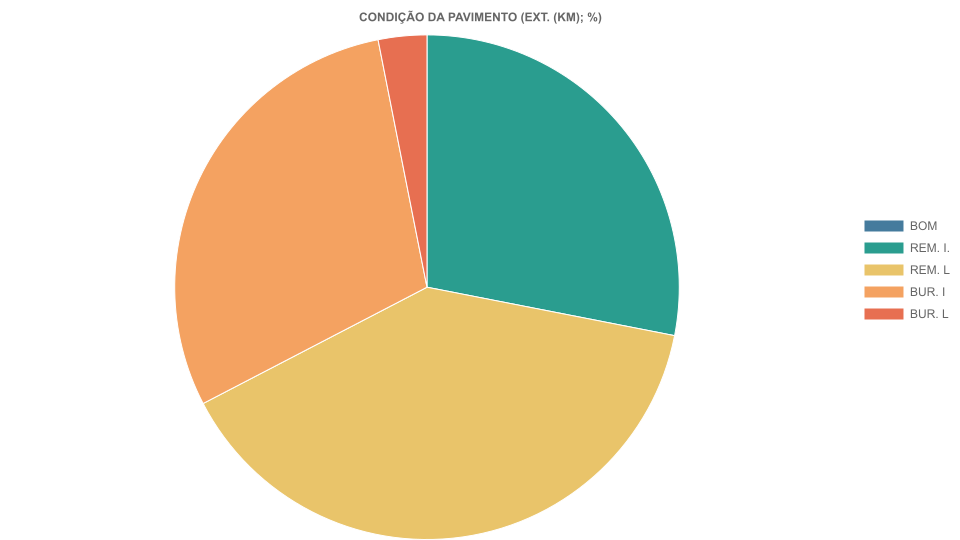 CONDIÇÃO DA PAVIMENTO (EXT. (KM); %)
BOM
REM. I.
REM. L
BUR. I
BUR. L